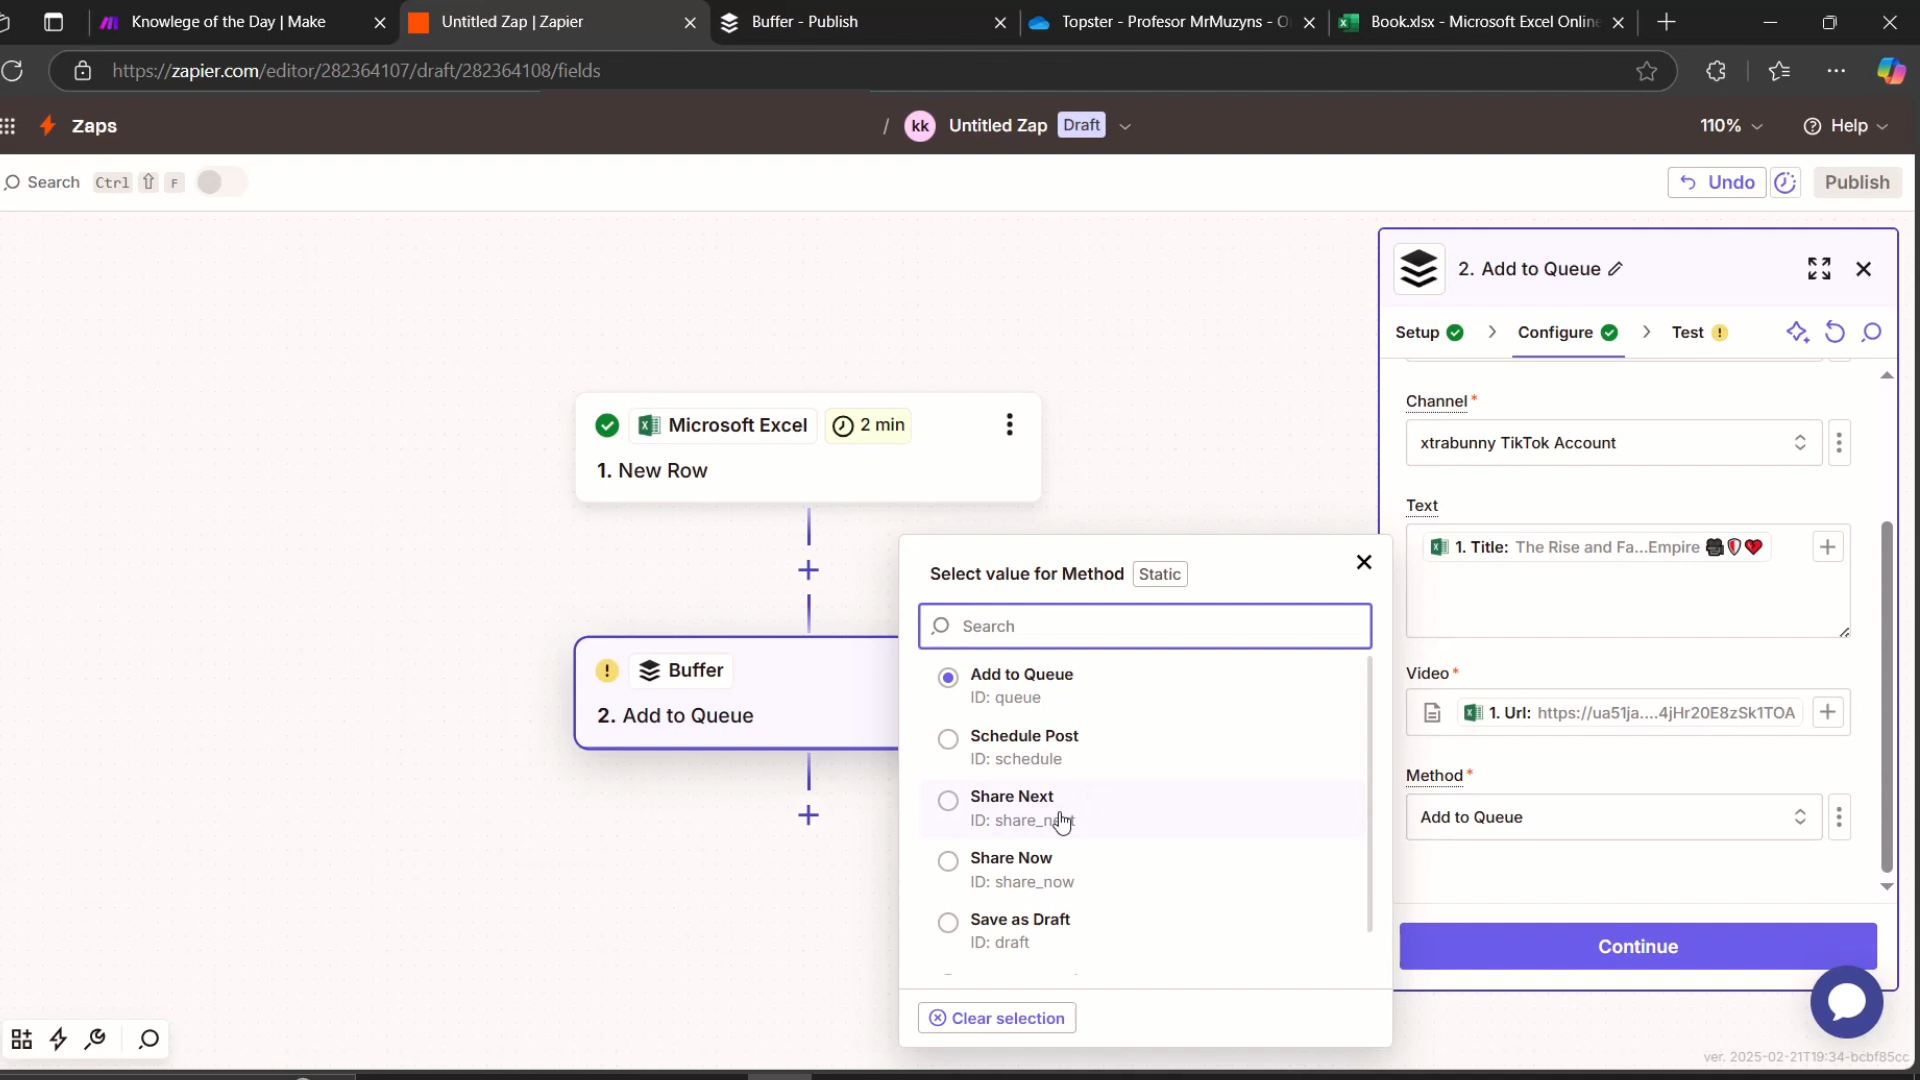 Knowlege of the Day | Make
Untitled Zap | Zapier
Buffer - Publish
Topster - Profesor MrMuzyns - O
Book.xlsx - Microsoft Excel Online
https://zapier.com/editor/282364107/draft/282364108/fields
Zaps
/ kk Untitled Zap Draft
110%
Help
Search Ctrl ⇧ F
Undo
Publish
2. Add to Queue
Setup
Configure
Test
Microsoft Excel
2 min
1. New Row
Buffer
2. Add to Queue
Select value for Method Static
Search
Add to Queue
ID: queue
Schedule Post
ID: schedule
Share Next
ID: share_next
Share Now
ID: share_now
Save as Draft
ID: draft
Clear selection
Channel*
xtrabunny TikTok Account
Text
1. Title: The Rise and Fa...Empire
Video*
1. Url: https://ua51ja....4jHr20E8zSk1TOA
Method*
Add to Queue
Continue
ver. 2025-02-21T19:34-bcbf85cc